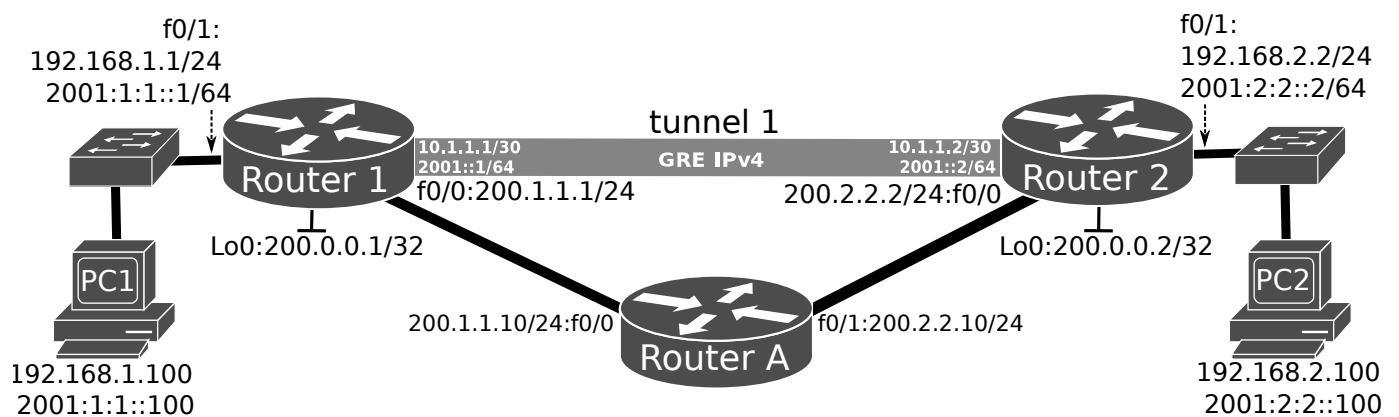 f0/1:
192.168.1.1/24
2001:1:1::1/64
f0/1:
192.168.2.2/24
2001:2:2::2/64
tunnel 1
10.1.1.1/30
2001::1/64
GRE IPv4
10.1.1.2/30
2001::2/64
Router 1
Router 2
f0/0:200.1.1.1/24
200.2.2.2/24:f0/0
Lo0:200.0.0.1/32
Lo0:200.0.0.2/32
PC1
PC2
200.1.1.10/24:f0/0
f0/1:200.2.2.10/24
Router A
192.168.1.100
2001:1:1::100
192.168.2.100
2001:2:2::100